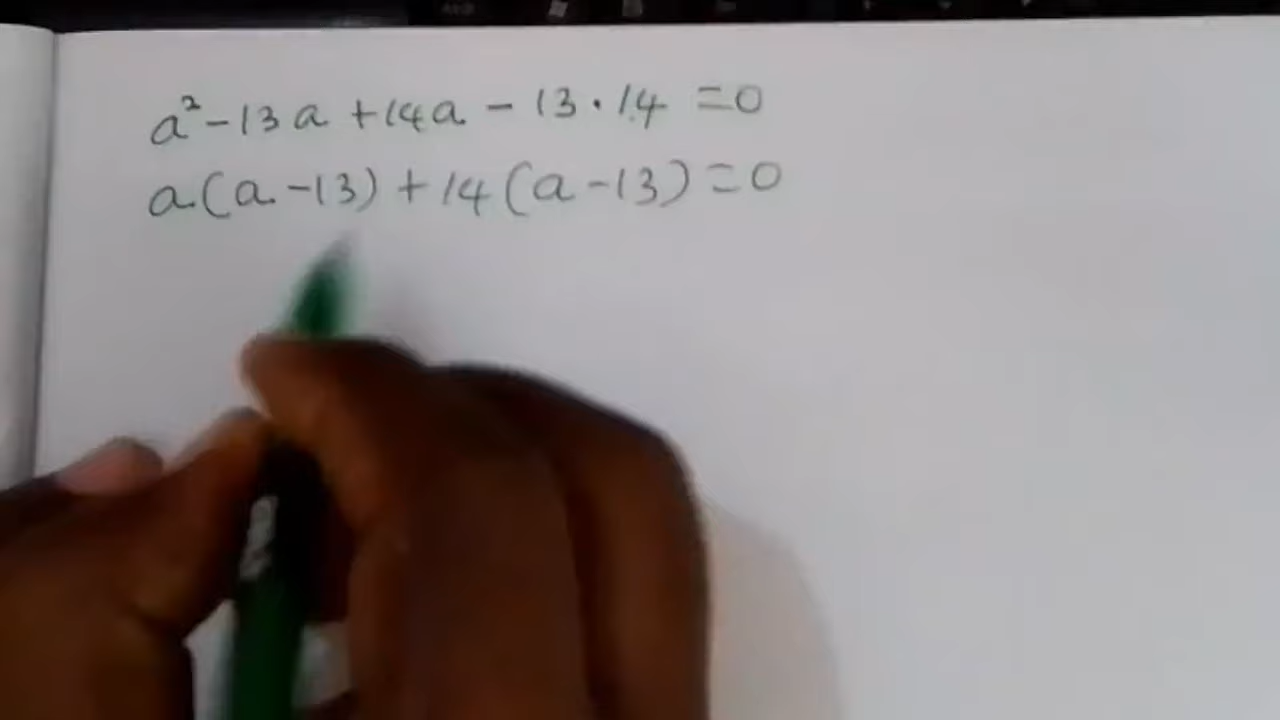 a² - 13a + 14a - 13 · 14 = 0
a(a - 13) + 14(a - 13) = 0